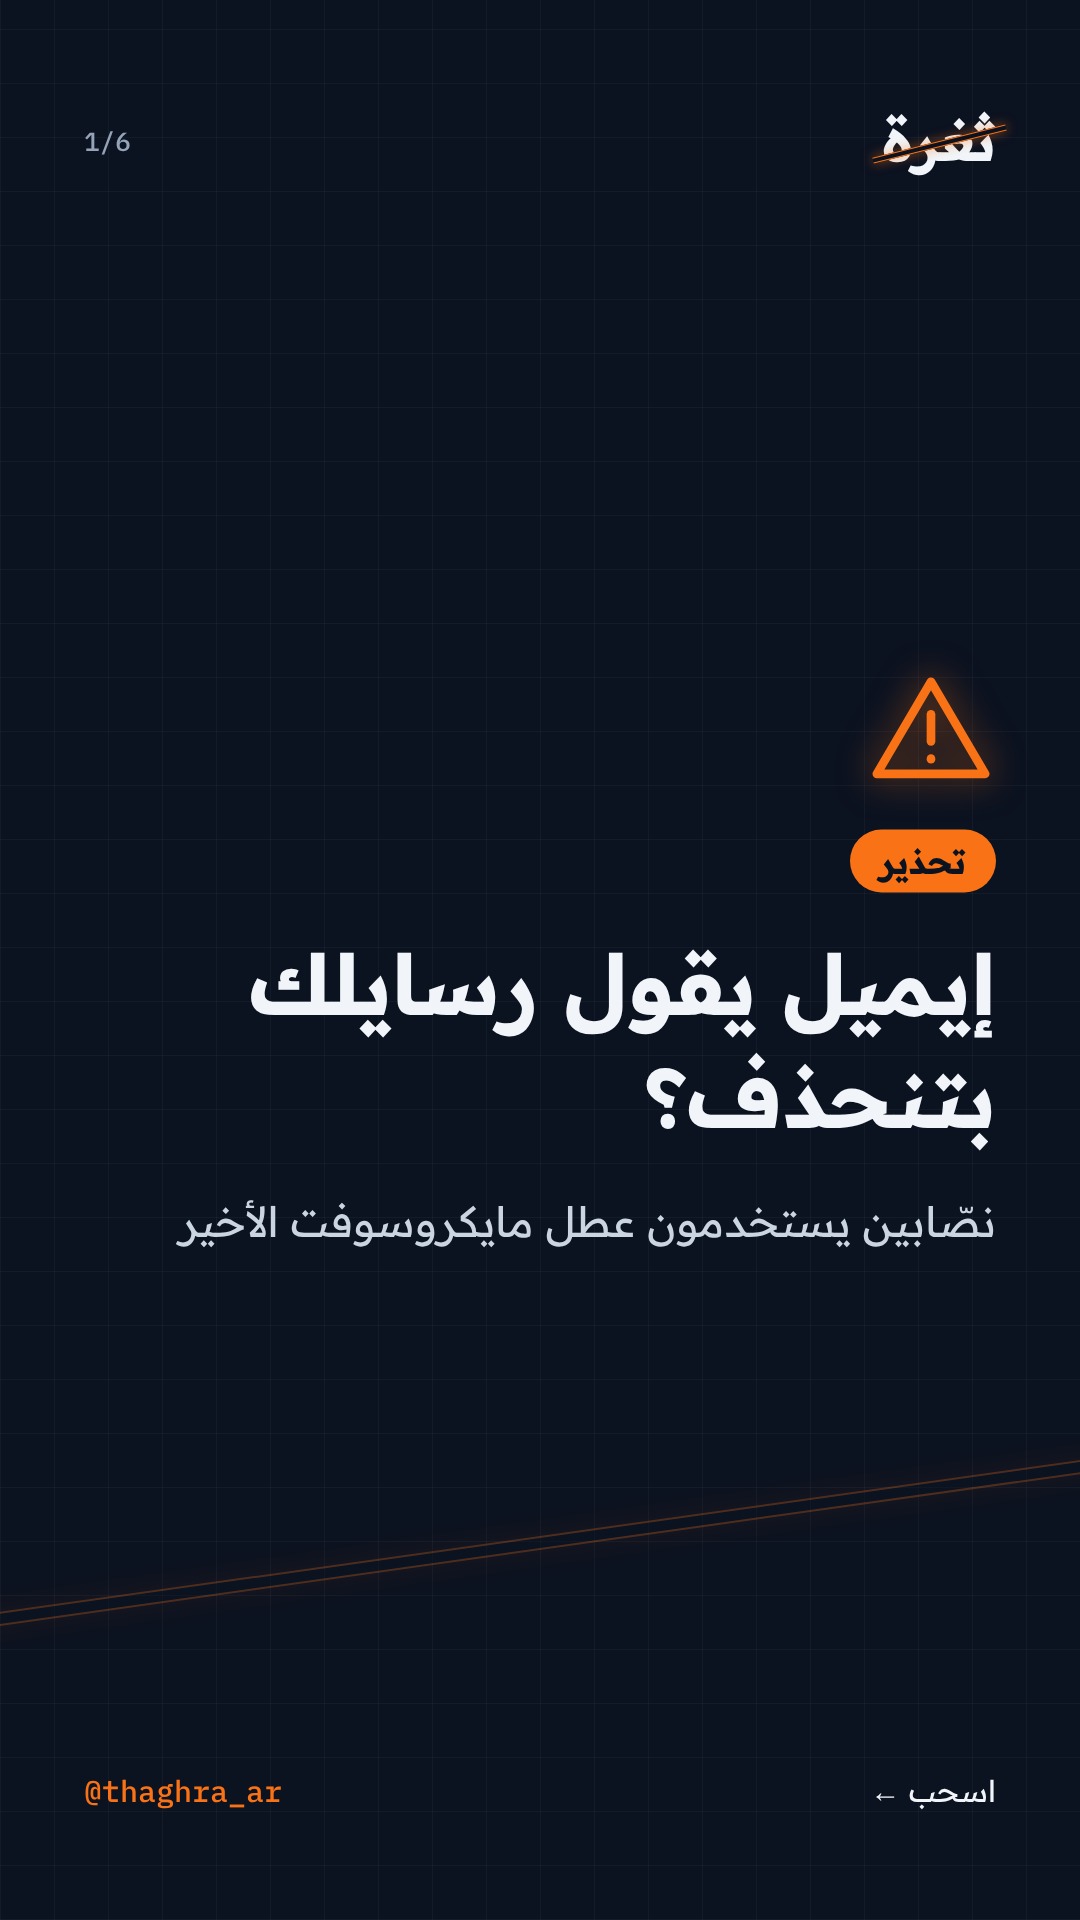 ثغرة
1/6
تحذير
إيميل يقول رسايلك
بتنحذف؟
نصّابين يستخدمون عطل مايكروسوفت الأخير
اسحب ←
@thaghra_ar